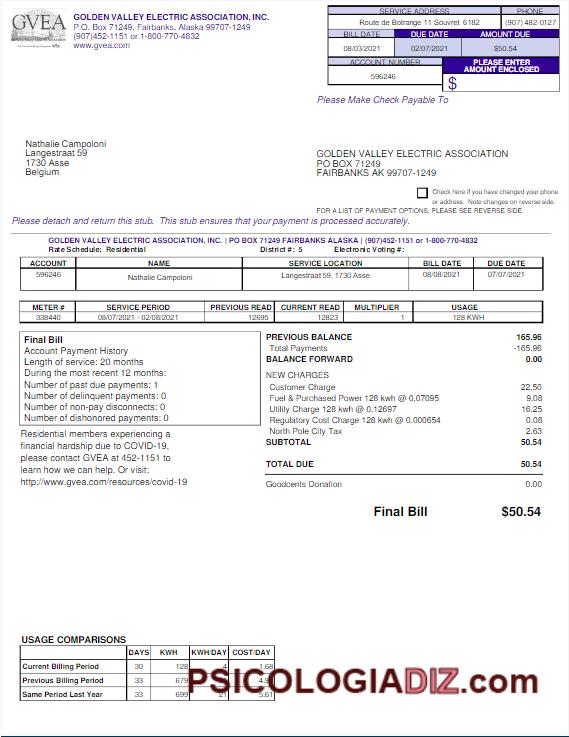 GVEA
GOLDEN VALLEY ELECTRIC ASSOCIATION, INC.
P.O. Box 71249, Fairbanks, Alaska 99707-1249
(907)452-1151 or 1-800-770-4832
www.gvea.com
SERVICE ADDRESS PHONE
Route de Botrange 11 Souvret 6182 (907) 482-0127
BILL DATE DUE DATE AMOUNT DUE
08/03/2021 02/07/2021 $50.54
ACCOUNT NUMBER PLEASE ENTER AMOUNT ENCLOSED
596246 $
Please Make Check Payable To
Nathalie Campoloni
Langestraat 59
1730 Asse
Belgium
GOLDEN VALLEY ELECTRIC ASSOCIATION
PO BOX 71249
FAIRBANKS AK 99707-1249
Check here if you have changed your phone
or address. Note changes on reverse side.
FOR A LIST OF PAYMENT OPTIONS, PLEASE SEE REVERSE SIDE.
Please detach and return this stub. This stub ensures that your payment is processed accurately.
GOLDEN VALLEY ELECTRIC ASSOCIATION, INC. | PO BOX 71249 FAIRBANKS ALASKA | (907)452-1151 or 1-800-770-4832
Rate Schedule: Residential District #: 5 Electronic Voting #:
ACCOUNT NAME SERVICE LOCATION BILL DATE DUE DATE
596246 Nathalie Campoloni Langestraat 59, 1730 Asse 08/08/2021 07/07/2021
METER # SERVICE PERIOD PREVIOUS READ CURRENT READ MULTIPLIER USAGE
338440 08/07/2021 - 02/08/2021 12695 12823 1 128 KWH
Final Bill
Account Payment History
Length of service: 20 months
During the most recent 12 months:
Number of past due payments: 1
Number of delinquent payments: 0
Number of non-pay disconnects: 0
Number of dishonored payments: 0
Residential members experiencing a
financial hardship due to COVID-19,
please contact GVEA at 452-1151 to
learn how we can help. Or visit:
http://www.gvea.com/resources/covid-19
PREVIOUS BALANCE 165.96
Total Payments -165.96
BALANCE FORWARD 0.00
NEW CHARGES
Customer Charge 22.50
Fuel & Purchased Power 128 kwh @ 0.07095 9.08
Utility Charge 128 kwh @ 0.12697 16.25
Regulatory Cost Charge 128 kwh @ 0.000654 0.08
North Pole City Tax 2.63
SUBTOTAL 50.54
TOTAL DUE 50.54
Goodcents Donation 0.00
Final Bill $50.54
USAGE COMPARISONS
DAYS KWH KWH/DAY COST/DAY
Current Billing Period 30 128 4 1.68
Previous Billing Period 33 679
Same Period Last Year 33 699 21 5.61
PSICOLOGIADIZ.com